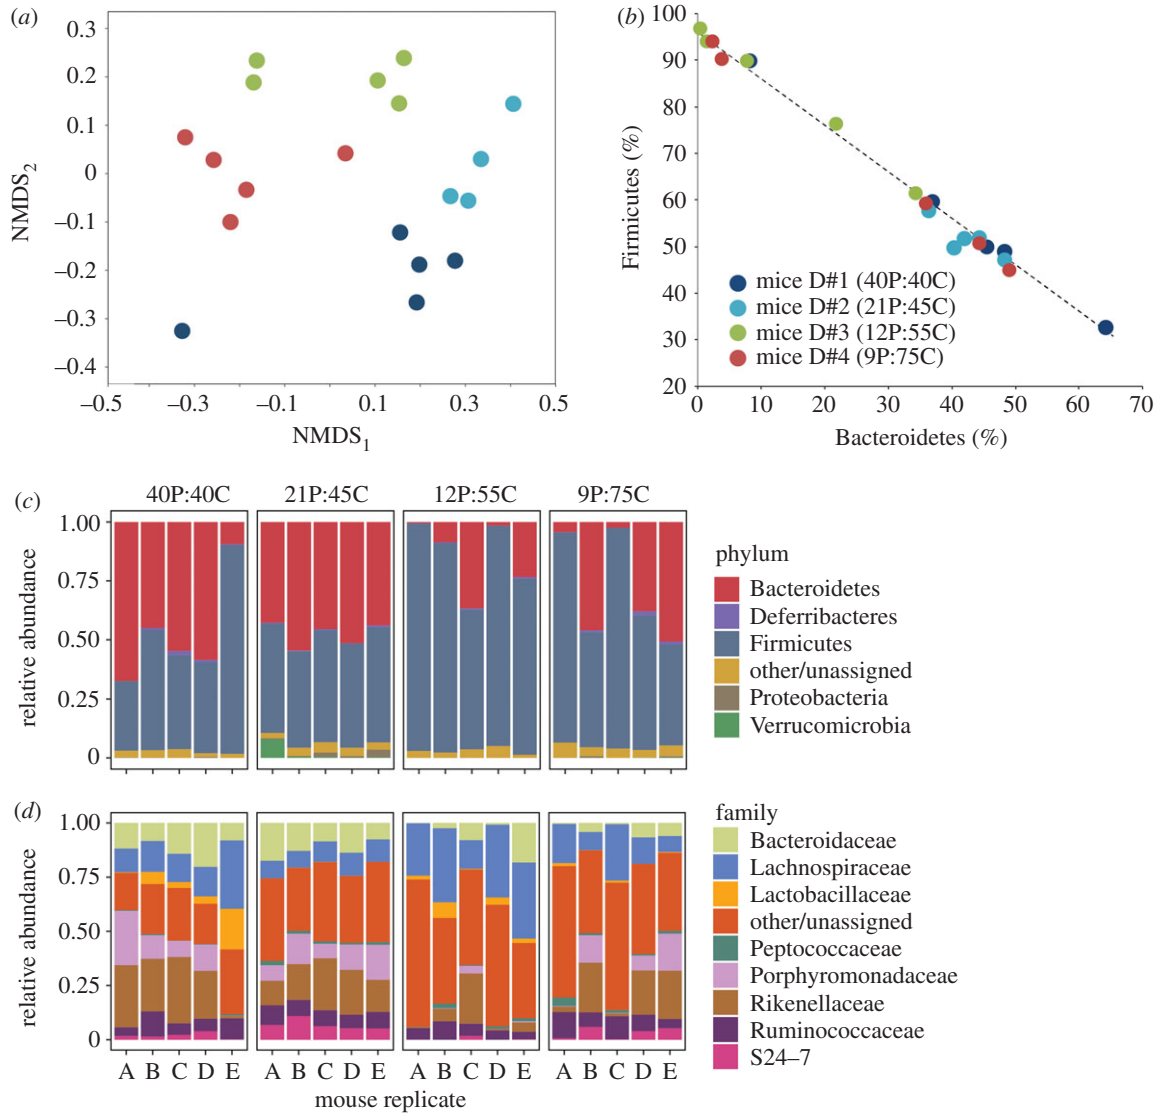 (a)
0.3
0.2
0.1
0
–0.1
–0.2
–0.3
–0.4
NMDS2
–0.5
–0.3
–0.1
0.1
0.3
0.5
NMDS1
(b)
100
90
80
70
60
50
40
30
20
Firmicutes (%)
mice D#1 (40P:40C)
mice D#2 (21P:45C)
mice D#3 (12P:55C)
mice D#4 (9P:75C)
0
10
20
30
40
50
60
70
Bacteroidetes (%)
(c)
40P:40C
21P:45C
12P:55C
9P:75C
1.00
0.75
0.50
0.25
0
relative abundance
phylum
Bacteroidetes
Deferribacteres
Firmicutes
other/unassigned
Proteobacteria
Verrucomicrobia
(d)
1.00
0.75
0.50
0.25
0
relative abundance
family
Bacteroidaceae
Lachnospiraceae
Lactobacillaceae
other/unassigned
Peptococcaceae
Porphyromonadaceae
Rikenellaceae
Ruminococcaceae
S24–7
A B C D E
A B C D E
A B C D E
A B C D E
mouse replicate